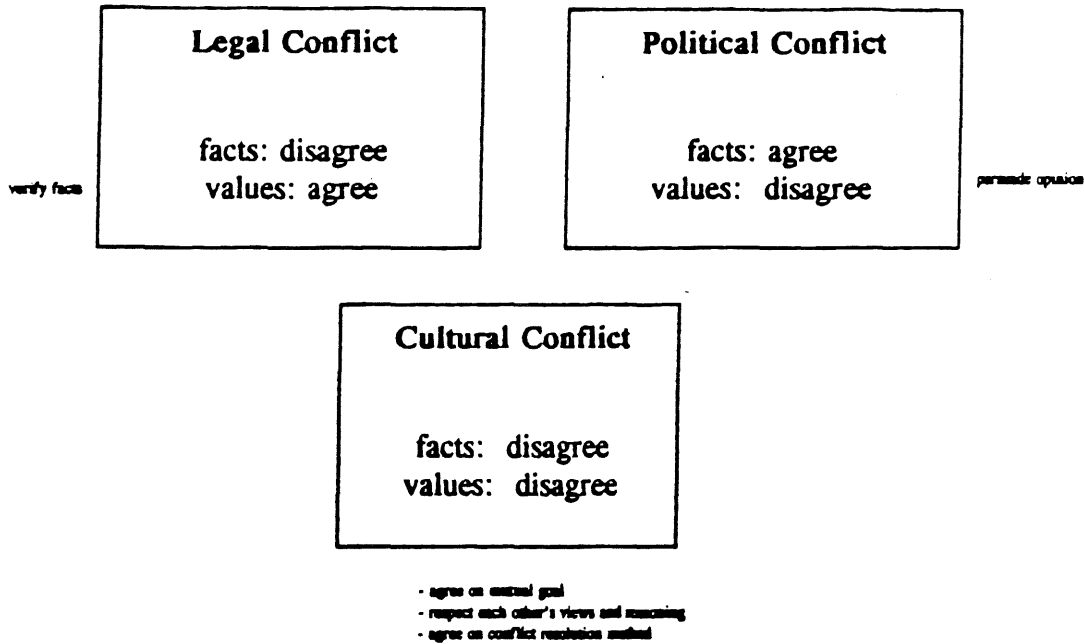 Legal Conflict
facts: disagree
values: agree
verify facts
Political Conflict
facts: agree
values: disagree
persuade opinion
Cultural Conflict
facts: disagree
values: disagree
- agree on mutual goal
- respect each other's views and reasoning
- agree on conflict resolution method